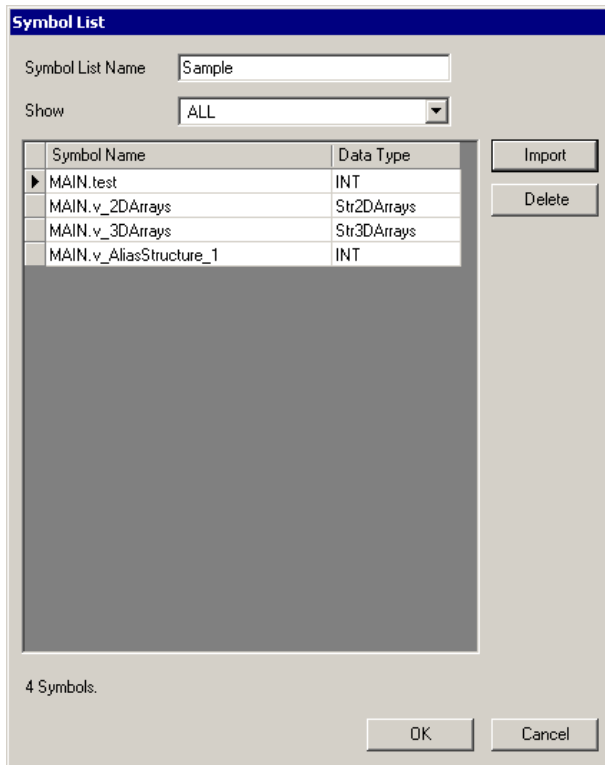 Symbol List
Symbol List Name Sample
Show ALL
Symbol Name Data Type Import
MAIN.test INT
Delete
MAIN.v_2DArrays Str2DArrays
MAIN.v_3DArrays Str3DArrays
MAIN.v_AliasStructure_1 INT
4 Symbols.
OK Cancel